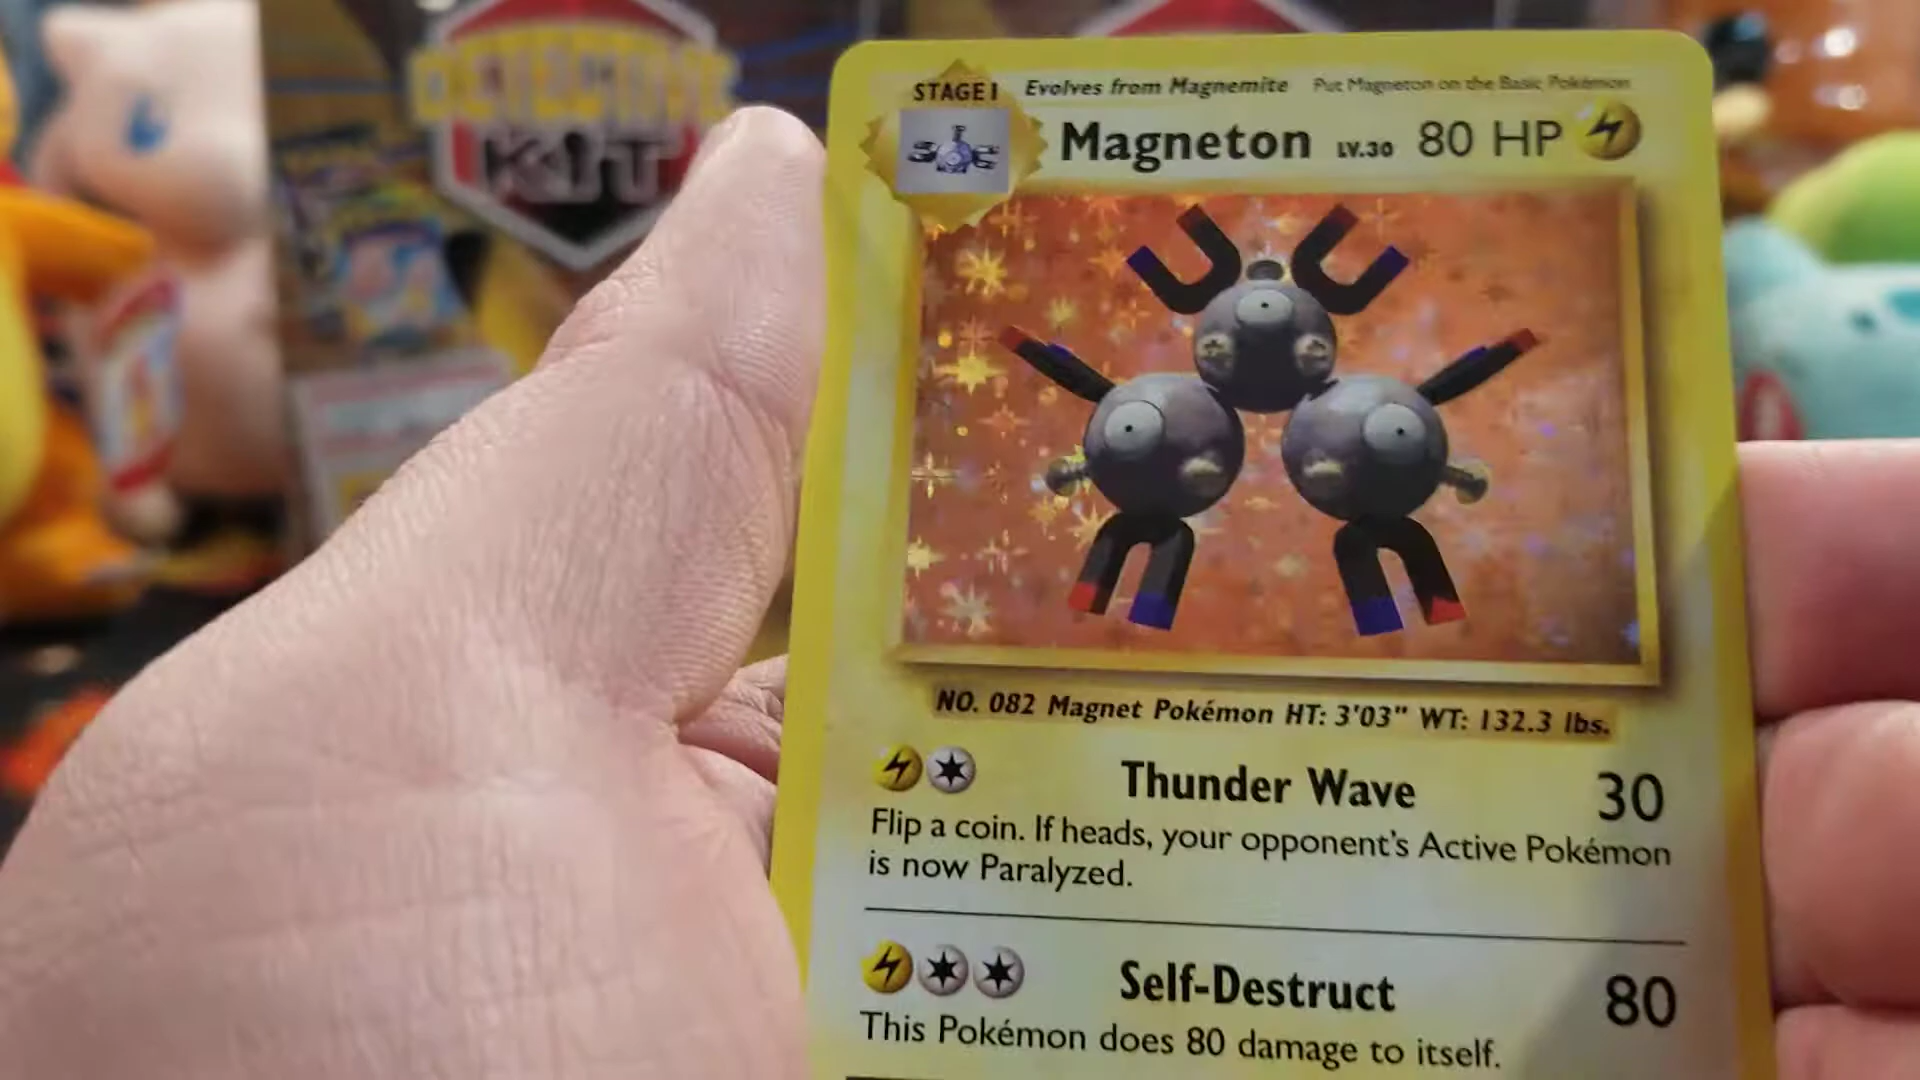 KIT
STAGE 1 Evolves from Magnemite Put Magneton on the Basic Pokémon
Magneton LV.30 80 HP
NO. 082 Magnet Pokémon HT: 3'03" WT: 132.3 lbs.
Thunder Wave 30
Flip a coin. If heads, your opponent's Active Pokémon
is now Paralyzed.
Self-Destruct 80
This Pokémon does 80 damage to itself.